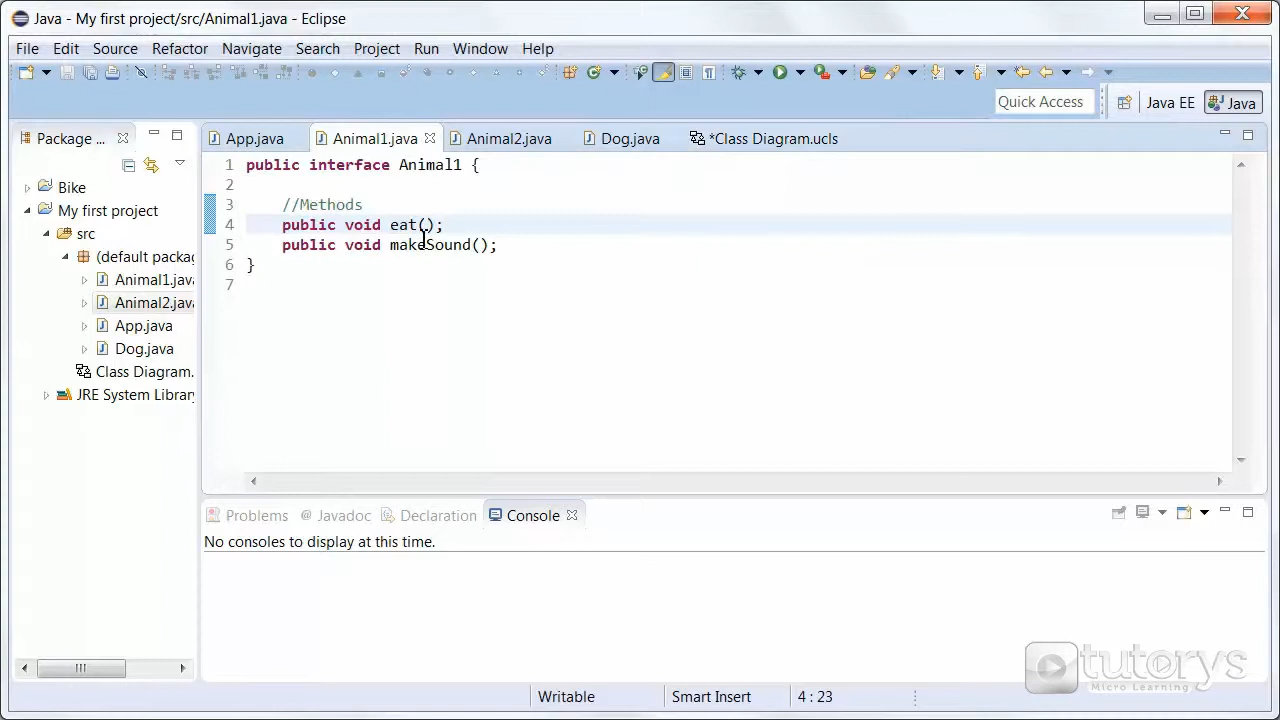 Java - My first project/src/Animal1.java - Eclipse
File Edit Source Refactor Navigate Search Project Run Window Help
Quick Access Java EE Java
Package ... App.java Animal1.java Animal2.java Dog.java *Class Diagram.ucls
Bike
My first project
src
(default packag
Animal1.java
Animal2.java
App.java
Dog.java
Class Diagram.
JRE System Library
1 public interface Animal1 {
2
3 //Methods
4 public void eat();
5 public void makeSound();
6 }
7
Problems @ Javadoc Declaration Console
No consoles to display at this time.
Writable Smart Insert 4 : 23
tutorys
Micro Learning